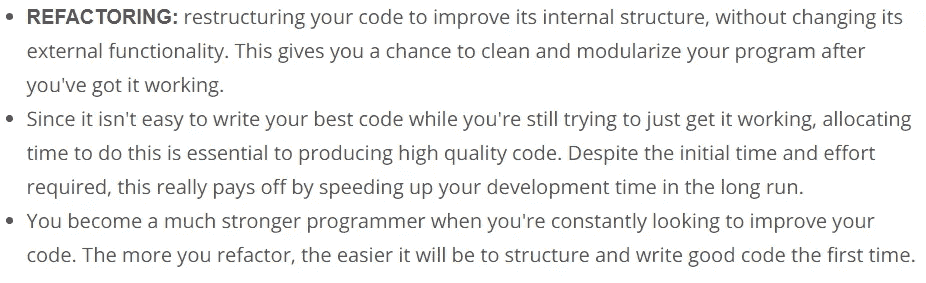 • REFACTORING: restructuring your code to improve its internal structure, without changing its
external functionality. This gives you a chance to clean and modularize your program after
you've got it working.
• Since it isn't easy to write your best code while you're still trying to just get it working, allocating
time to do this is essential to producing high quality code. Despite the initial time and effort
required, this really pays off by speeding up your development time in the long run.
• You become a much stronger programmer when you're constantly looking to improve your
code. The more you refactor, the easier it will be to structure and write good code the first time.